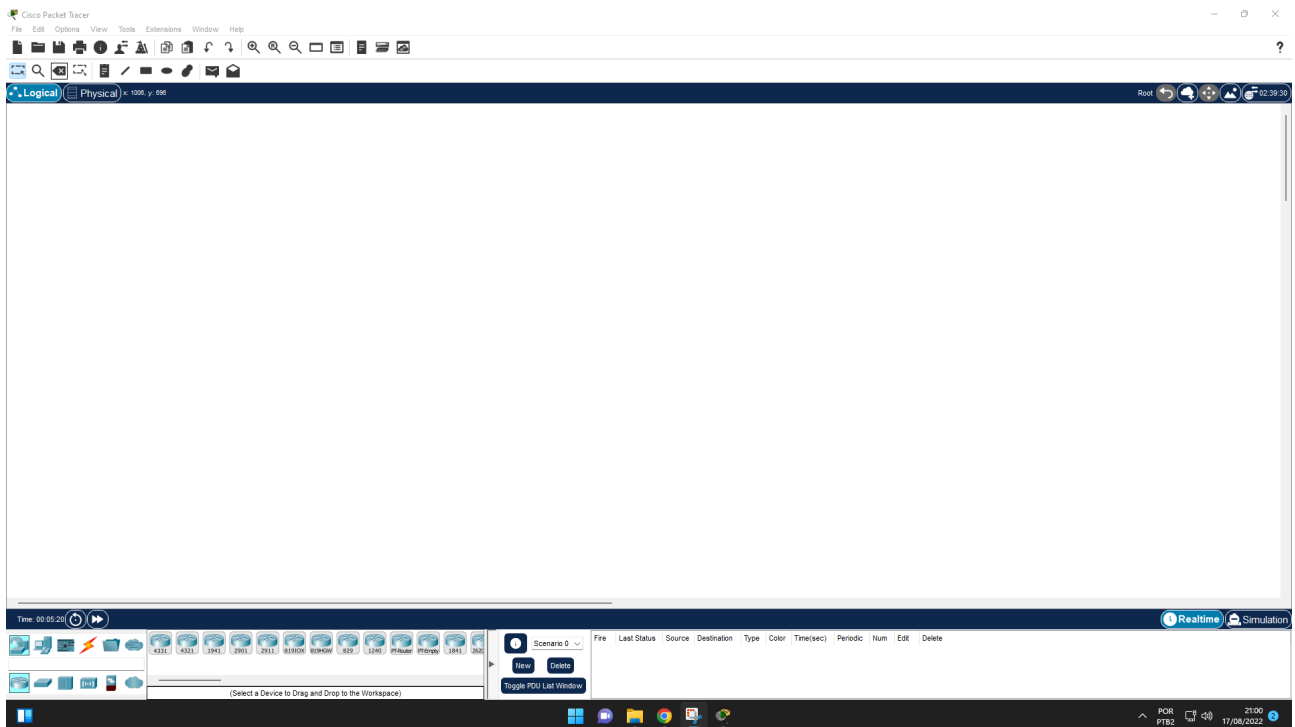 Cisco Packet Tracer
File Edit Options View Tools Extensions Window Help
?
Logical Physical x: 1006, y: 696 Root 02:39:30
Time: 00:05:20 Realtime Simulation
4331 4321 1941 2901 2911 819IOX 819HGW 829 1240 PT-Router PT-Empty 1841 262
(Select a Device to Drag and Drop to the Workspace)
Scenario 0
New Delete
Toggle PDU List Window
Fire Last Status Source Destination Type Color Time(sec) Periodic Num Edit Delete
POR
PTB2
21:00
17/08/2022
2